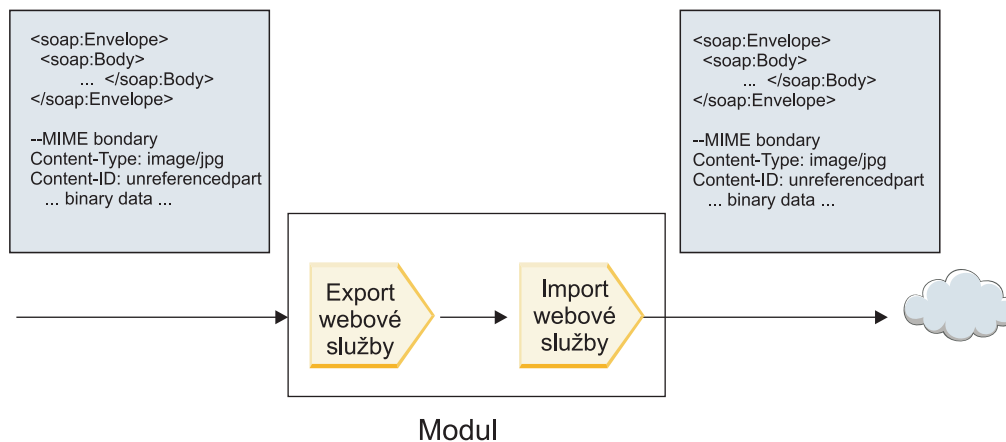 <soap:Envelope>
<soap:Body>
... </soap:Body>
</soap:Envelope>
--MIME bondary
Content-Type: image/jpg
Content-ID: unreferencedpart
... binary data ...
<soap:Envelope>
<soap:Body>
... </soap:Body>
</soap:Envelope>
--MIME bondary
Content-Type: image/jpg
Content-ID: unreferencedpart
... binary data ...
Export
webové
služby
Import
webové
služby
Modul